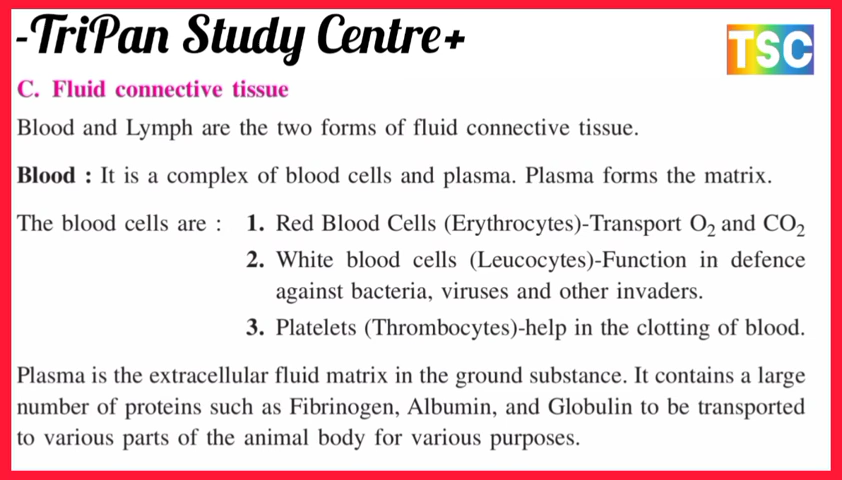 -TriPan Study Centre+
TSC
C. Fluid connective tissue
Blood and Lymph are the two forms of fluid connective tissue.
Blood : It is a complex of blood cells and plasma. Plasma forms the matrix.
The blood cells are : 1. Red Blood Cells (Erythrocytes)-Transport O₂ and CO₂
2. White blood cells (Leucocytes)-Function in defence
against bacteria, viruses and other invaders.
3. Platelets (Thrombocytes)-help in the clotting of blood.
Plasma is the extracellular fluid matrix in the ground substance. It contains a large
number of proteins such as Fibrinogen, Albumin, and Globulin to be transported
to various parts of the animal body for various purposes.